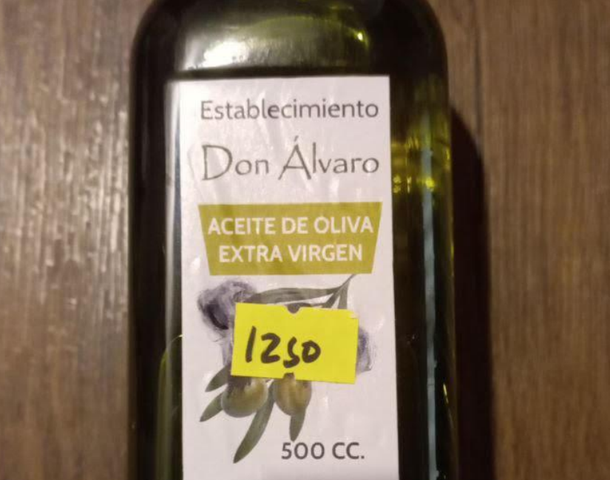 Establecimiento
Don Álvaro
ACEITE DE OLIVA
EXTRA VIRGEN
1250
500 CC.